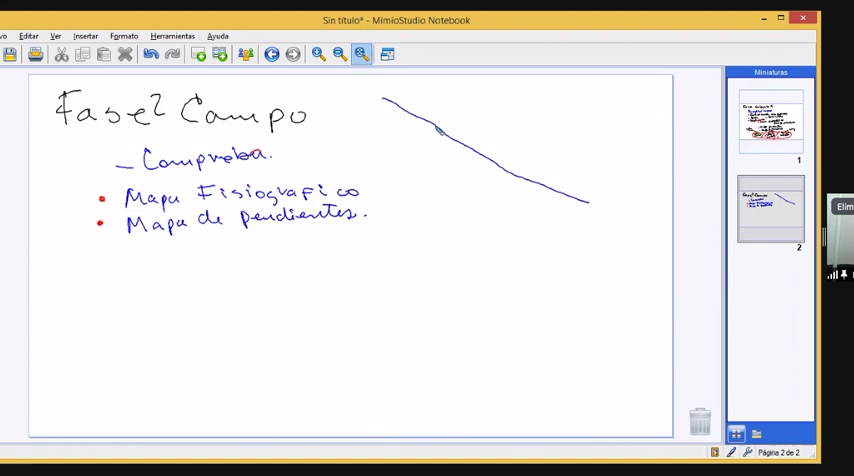 Sin título* - MimioStudio Notebook
Editar Ver Insertar Formato Herramientas Ayuda
Miniaturas
Fase 2 Campo
– Comprueba.
• Mapa Fisiografico
• Mapa de pendientes.
1
2
Elim
Página 2 de 2